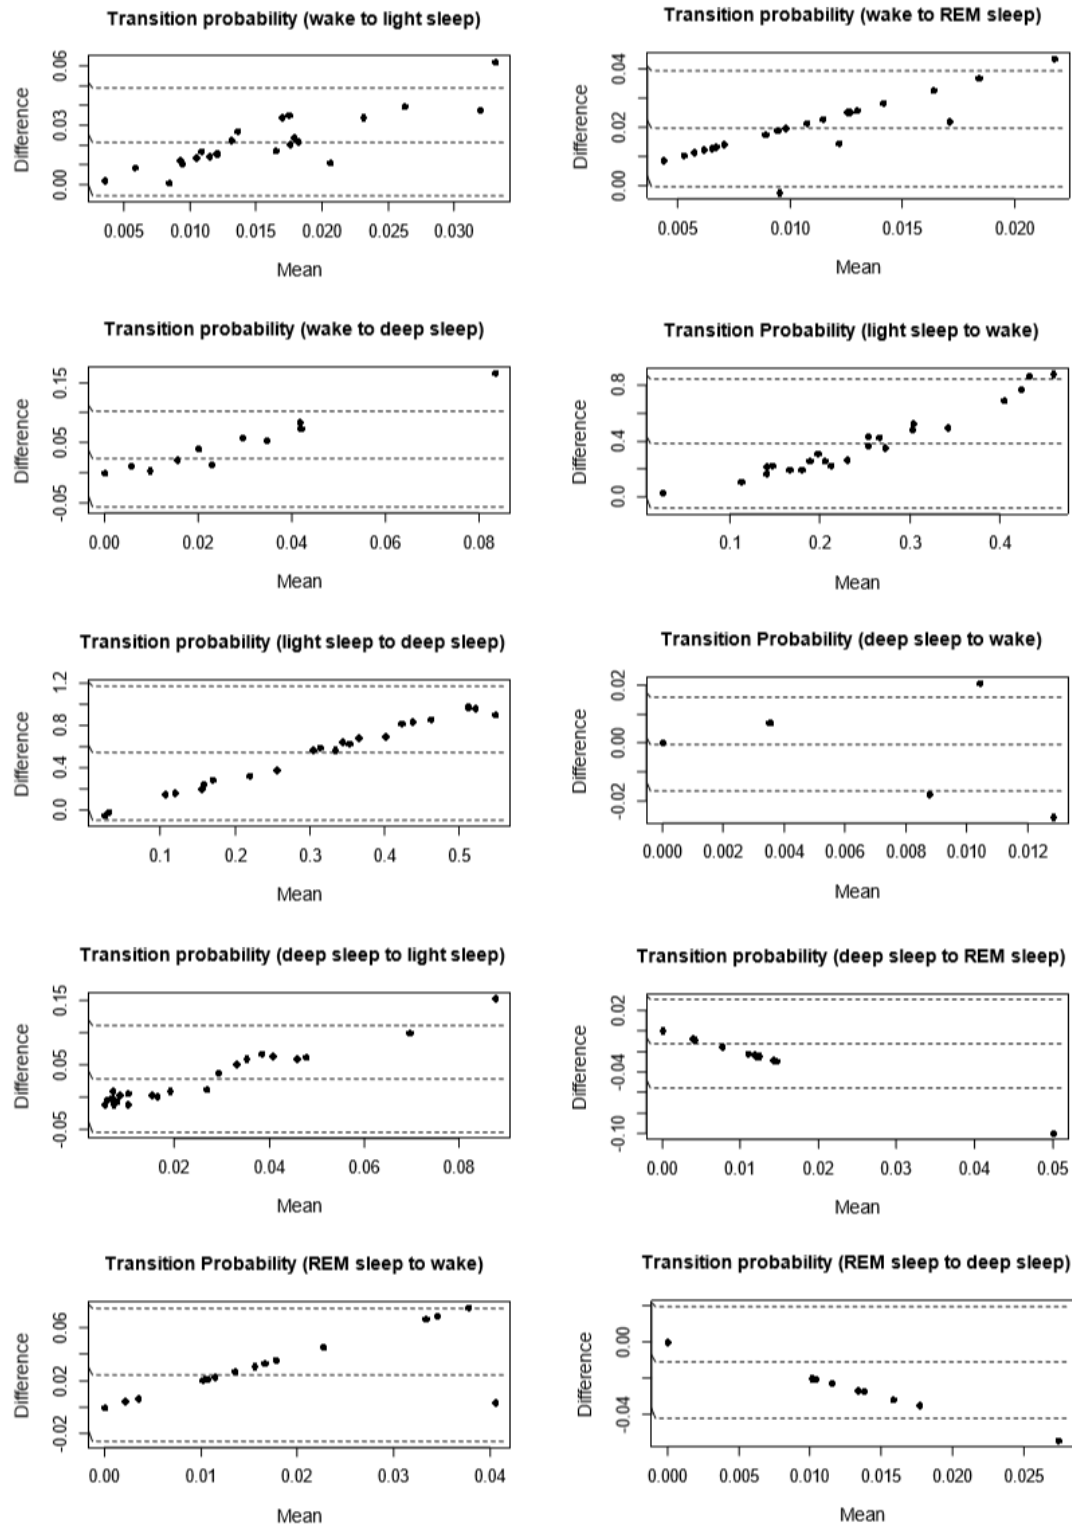 Transition probability (wake to light sleep)
Difference
0.00 0.03 0.06
0.005 0.010 0.015 0.020 0.025 0.030
Mean
Transition probability (wake to REM sleep)
Difference
0.00 0.02 0.04
0.005 0.010 0.015 0.020
Mean
Transition probability (wake to deep sleep)
Difference
-0.05 0.05 0.15
0.00 0.02 0.04 0.06 0.08
Mean
Transition Probability (light sleep to wake)
Difference
0.0 0.4 0.8
0.1 0.2 0.3 0.4
Mean
Transition probability (light sleep to deep sleep)
Difference
0.0 0.4 0.8 1.2
0.1 0.2 0.3 0.4 0.5
Mean
Transition Probability (deep sleep to wake)
Difference
-0.02 0.00 0.02
0.000 0.002 0.004 0.006 0.008 0.010 0.012
Mean
Transition probability (deep sleep to light sleep)
Difference
-0.05 0.05 0.15
0.02 0.04 0.06 0.08
Mean
Transition probability (deep sleep to REM sleep)
Difference
-0.10 -0.04 0.02
0.00 0.01 0.02 0.03 0.04 0.05
Mean
Transition Probability (REM sleep to wake)
Difference
-0.02 0.02 0.06
0.00 0.01 0.02 0.03 0.04
Mean
Transition probability (REM sleep to deep sleep)
Difference
-0.04 0.00
0.000 0.005 0.010 0.015 0.020 0.025
Mean